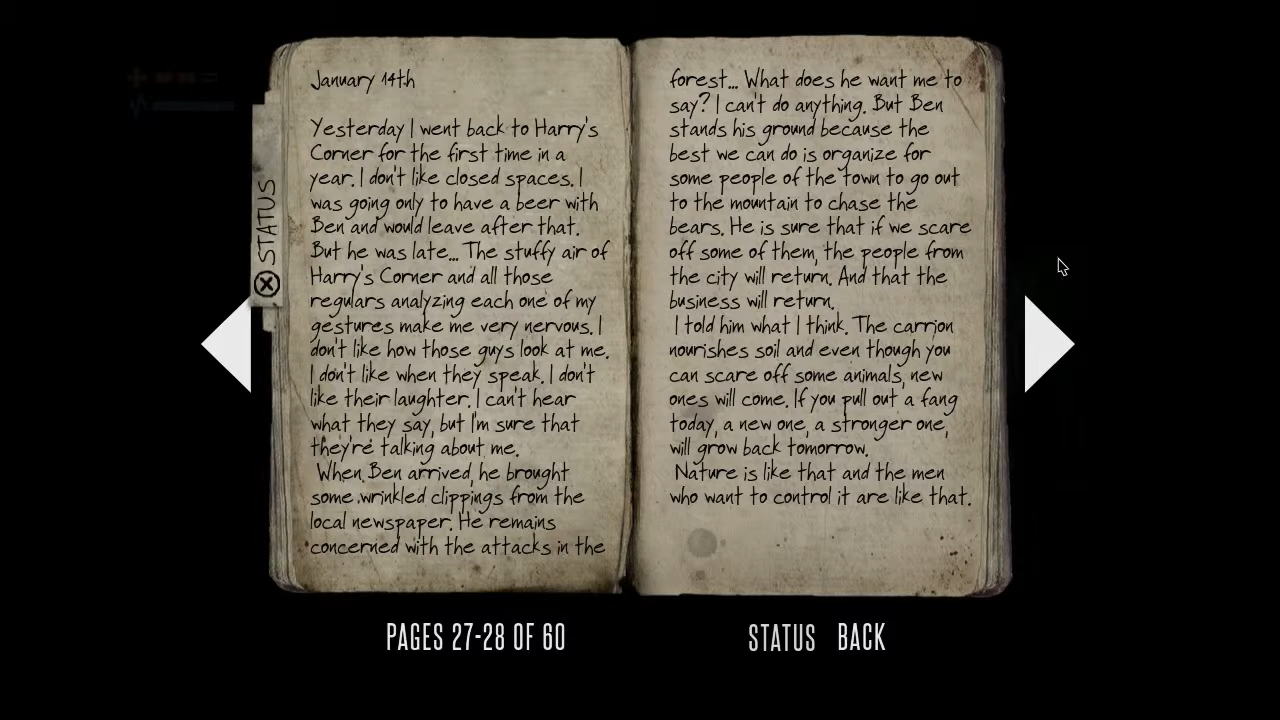 January 14th
Yesterday I went back to Harry's
Corner for the first time in a
year. I don't like closed spaces. I
was going only to have a beer with
Ben and would leave after that.
But he was late... The stuffy air of
Harry's Corner and all those
regulars analyzing each one of my
gestures make me very nervous. I
don't like how those guys look at me.
I don't like when they speak. I don't
like their laughter. I can't hear
what they say, but I'm sure that
they're talking about me.
When Ben arrived, he brought
some wrinkled clippings from the
local newspaper. He remains
concerned with the attacks in the
forest... What does he want me to
say? I can't do anything. But Ben
stands his ground because the
best we can do is organize for
some people of the town to go out
to the mountain to chase the
bears. He is sure that if we scare
off some of them, the people from
the city will return. And that the
business will return.
I told him what I think. The carrion
nourishes soil and even though you
can scare off some animals, new
ones will come. If you pull out a fang
today, a new one, a stronger one,
will grow back tomorrow.
Nature is like that and the men
who want to control it are like that.
STATUS
PAGES 27-28 OF 60
STATUS BACK